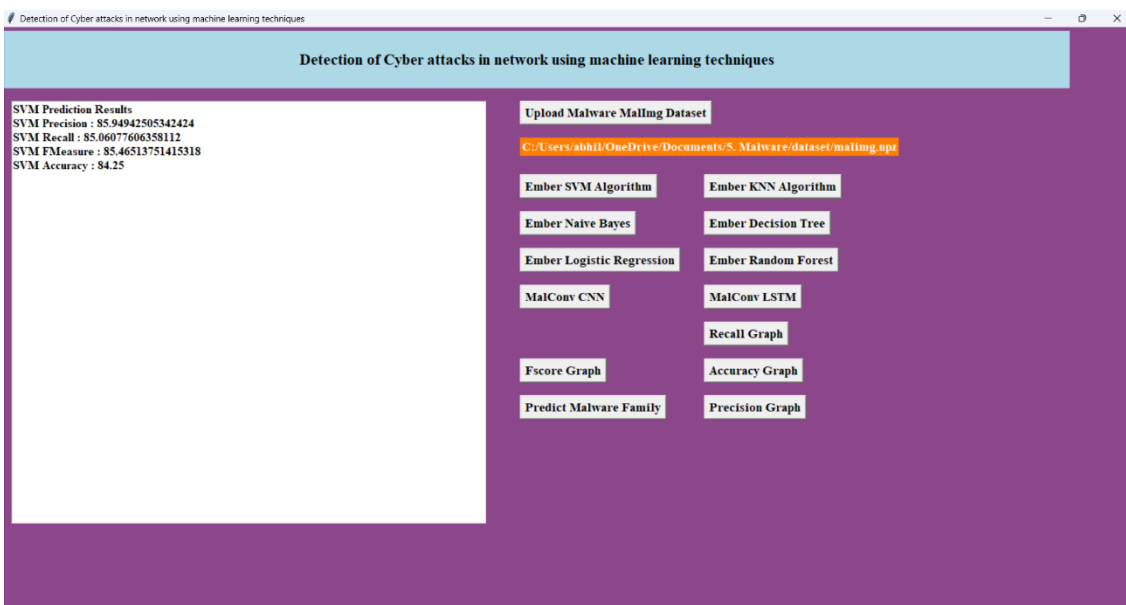 Detection of Cyber attacks in network using machine learning techniques
Detection of Cyber attacks in network using machine learning techniques
SVM Prediction Results
SVM Precision : 85.94942505342424
SVM Recall : 85.06077606358112
SVM FMeasure : 85.46513751415318
SVM Accuracy : 84.25
Upload Malware MalImg Dataset
C:/Users/abhil/OneDrive/Documents/5. Malware/dataset/malimg.npz
Ember SVM Algorithm Ember KNN Algorithm
Ember Naive Bayes Ember Decision Tree
Ember Logistic Regression Ember Random Forest
MalConv CNN MalConv LSTM
Recall Graph
Fscore Graph Accuracy Graph
Predict Malware Family Precision Graph